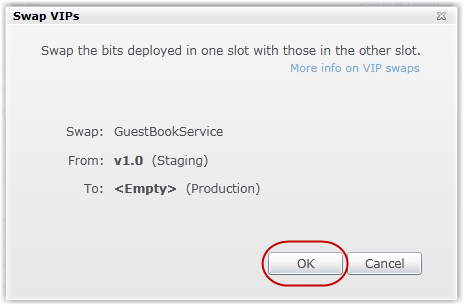 Swap VIPs
Swap the bits deployed in one slot with those in the other slot.
More info on VIP swaps
Swap: GuestBookService
From: v1.0 (Staging)
To: <Empty> (Production)
OK Cancel